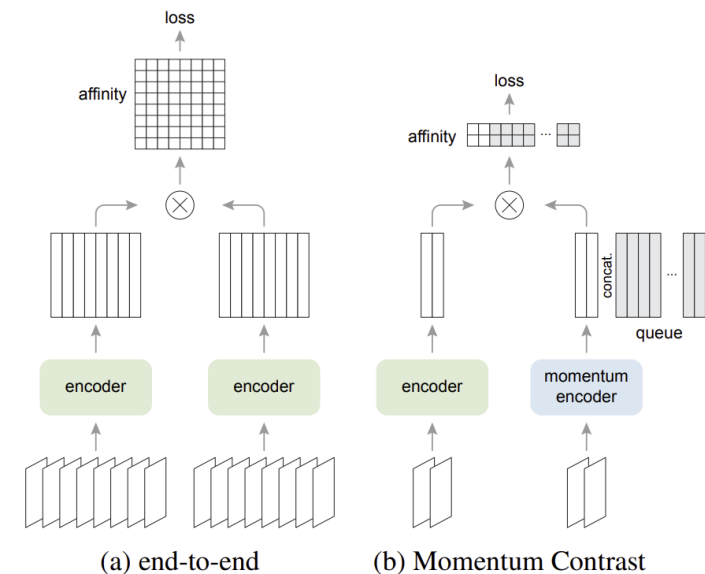 loss
affinity
encoder
encoder
(a) end-to-end
loss
affinity
...
concat.
...
queue
encoder
momentum
encoder
(b) Momentum Contrast